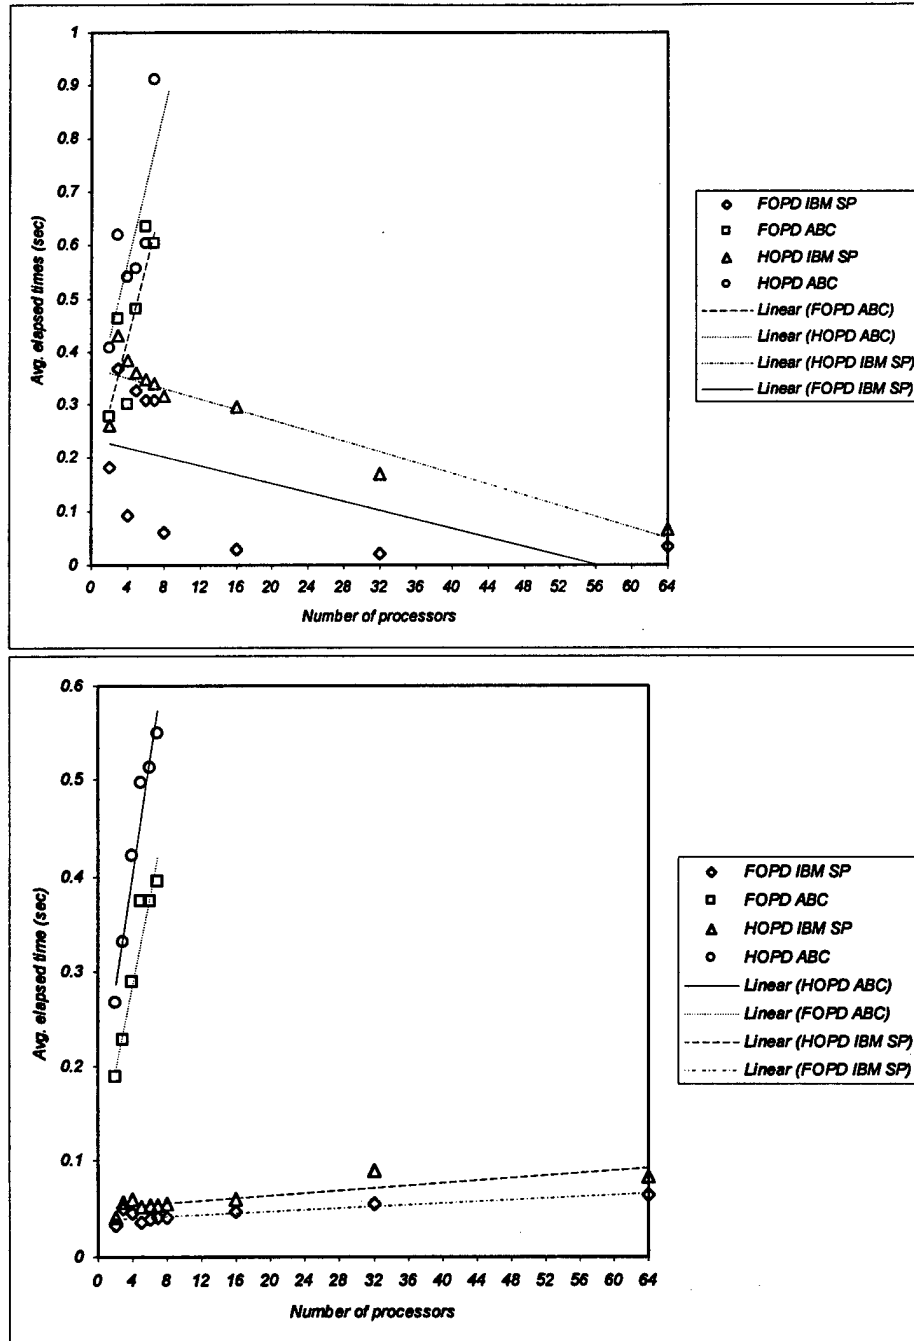 1
0.9
0.8
0.7
0.6
0.5
0.4
0.3
0.2
0.1
0
Avg. elapsed times (sec)
0 4 8 12 16 20 24 28 32 36 40 44 48 52 56 60 64
Number of processors
FOPD IBM SP
FOPD ABC
HOPD IBM SP
HOPD ABC
Linear (FOPD ABC)
Linear (HOPD ABC)
Linear (HOPD IBM SP)
Linear (FOPD IBM SP)
0.6
0.5
0.4
0.3
0.2
0.1
0
Avg. elapsed time (sec)
0 4 8 12 16 20 24 28 32 36 40 44 48 52 56 60 64
Number of processors
FOPD IBM SP
FOPD ABC
HOPD IBM SP
HOPD ABC
Linear (HOPD ABC)
Linear (FOPD ABC)
Linear (HOPD IBM SP)
Linear (FOPD IBM SP)